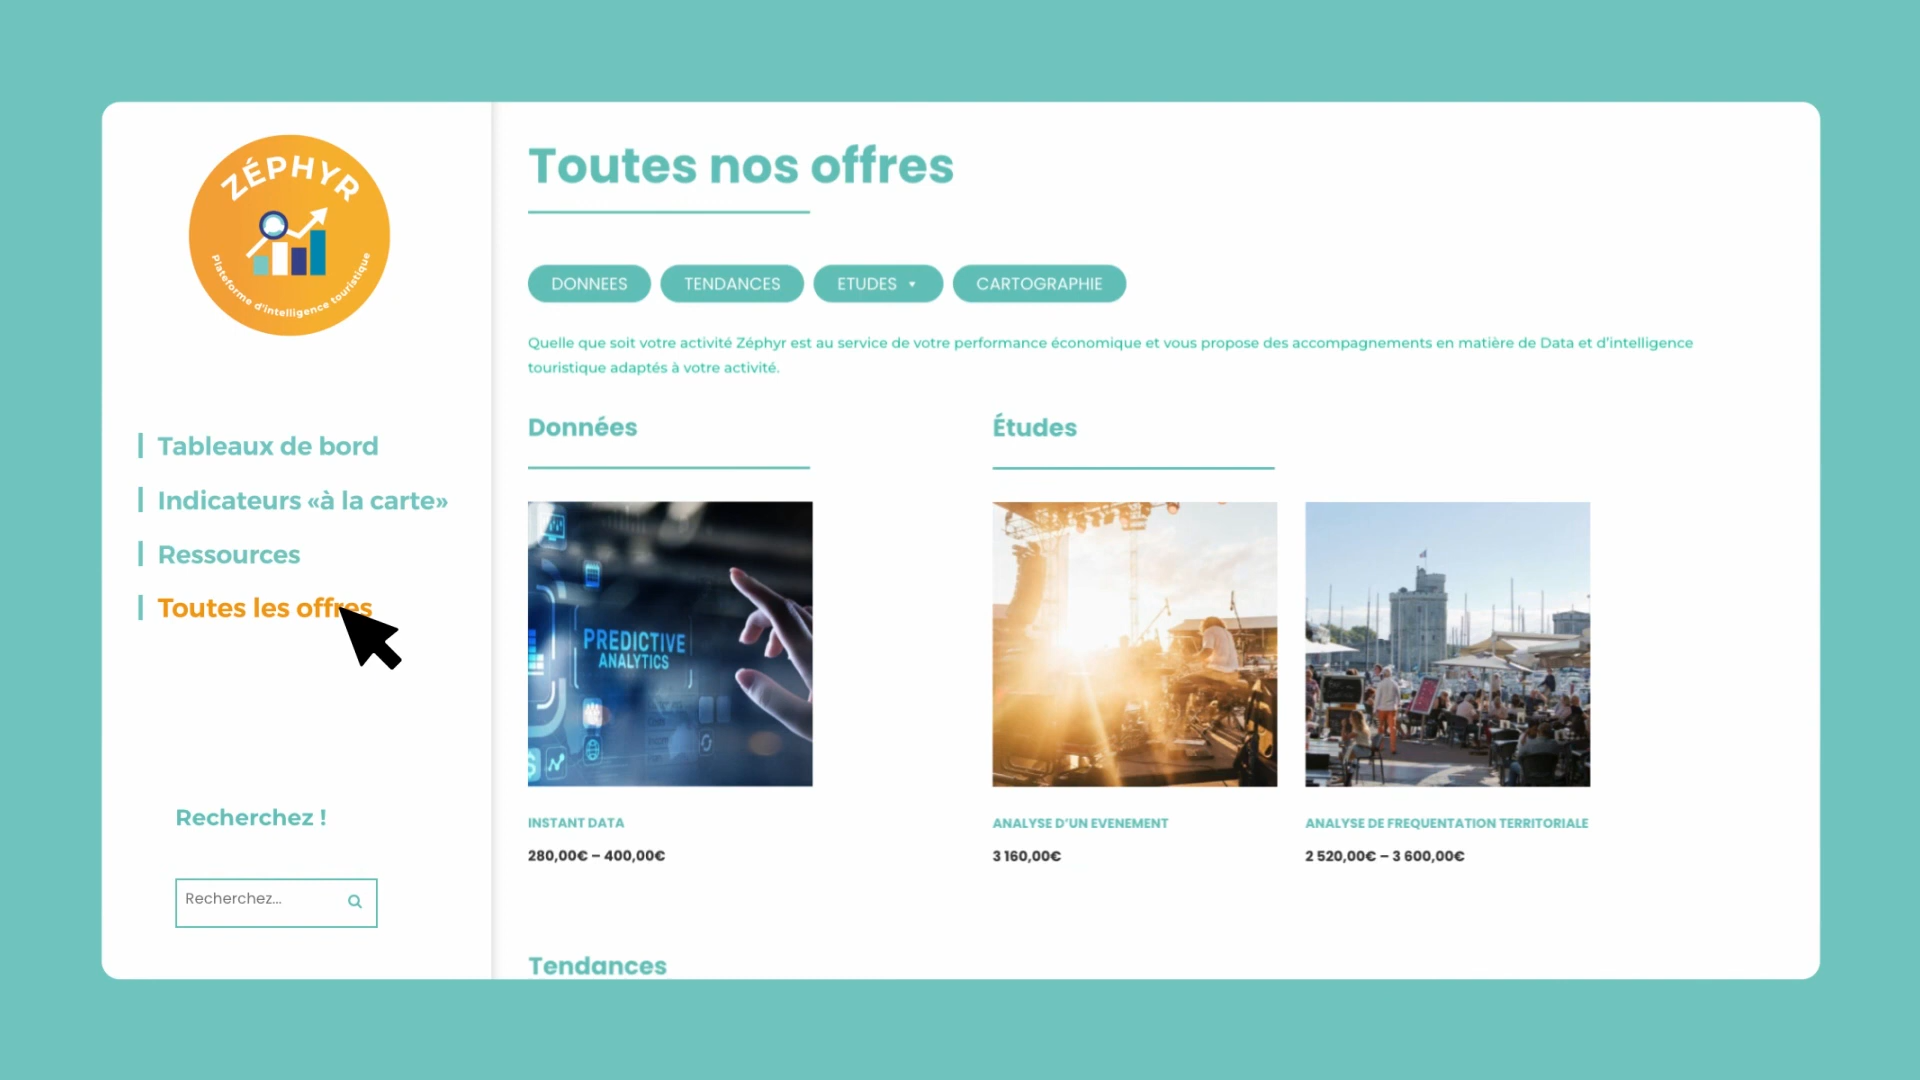 ZÉPHYR
Plateforme d'intelligence touristique
Tableaux de bord
Indicateurs «à la carte»
Ressources
Toutes les offres
Recherchez !
Recherchez...
Toutes nos offres
DONNEES
TENDANCES
ETUDES
CARTOGRAPHIE
Quelle que soit votre activité Zéphyr est au service de votre performance économique et vous propose des accompagnements en matière de Data et d'intelligence
touristique adaptés à votre activité.
Données
PREDICTIVE
ANALYTICS
INSTANT DATA
280,00€ – 400,00€
Études
ANALYSE D'UN EVENEMENT
3 160,00€
ANALYSE DE FREQUENTATION TERRITORIALE
2 520,00€ – 3 600,00€
Tendances